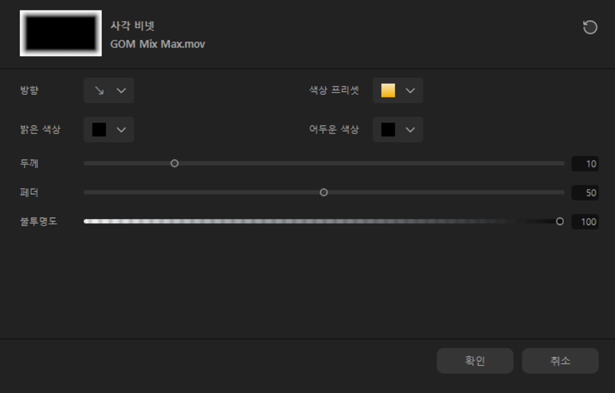 사각 비넷
GOM Mix Max.mov
방향
색상 프리셋
밝은 색상
어두운 색상
두께
10
페더
50
불투명도
100
확인
취소